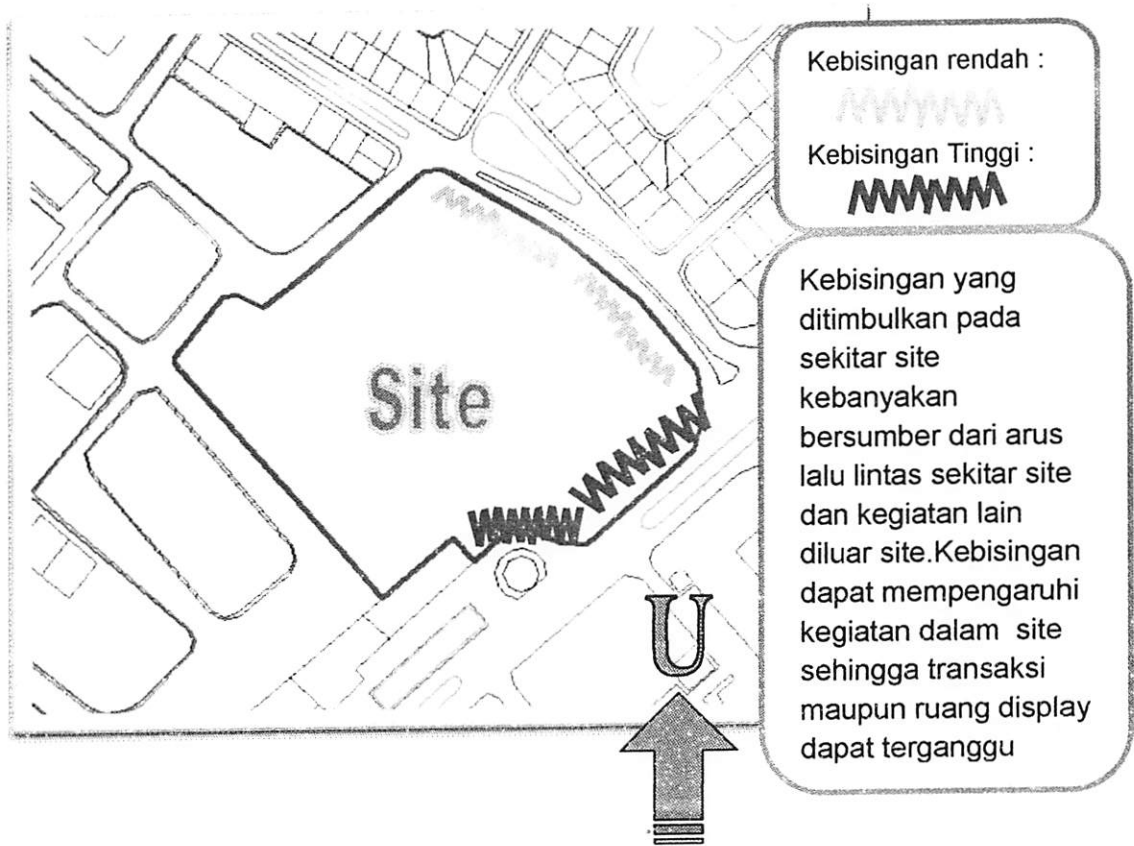 Kebisingan rendah :
Kebisingan Tinggi :
Site
Kebisingan yang
ditimbulkan pada
sekitar site
kebanyakan
bersumber dari arus
lalu lintas sekitar site
dan kegiatan lain
diluar site.Kebisingan
dapat mempengaruhi
kegiatan dalam site
sehingga transaksi
maupun ruang display
dapat terganggu
U